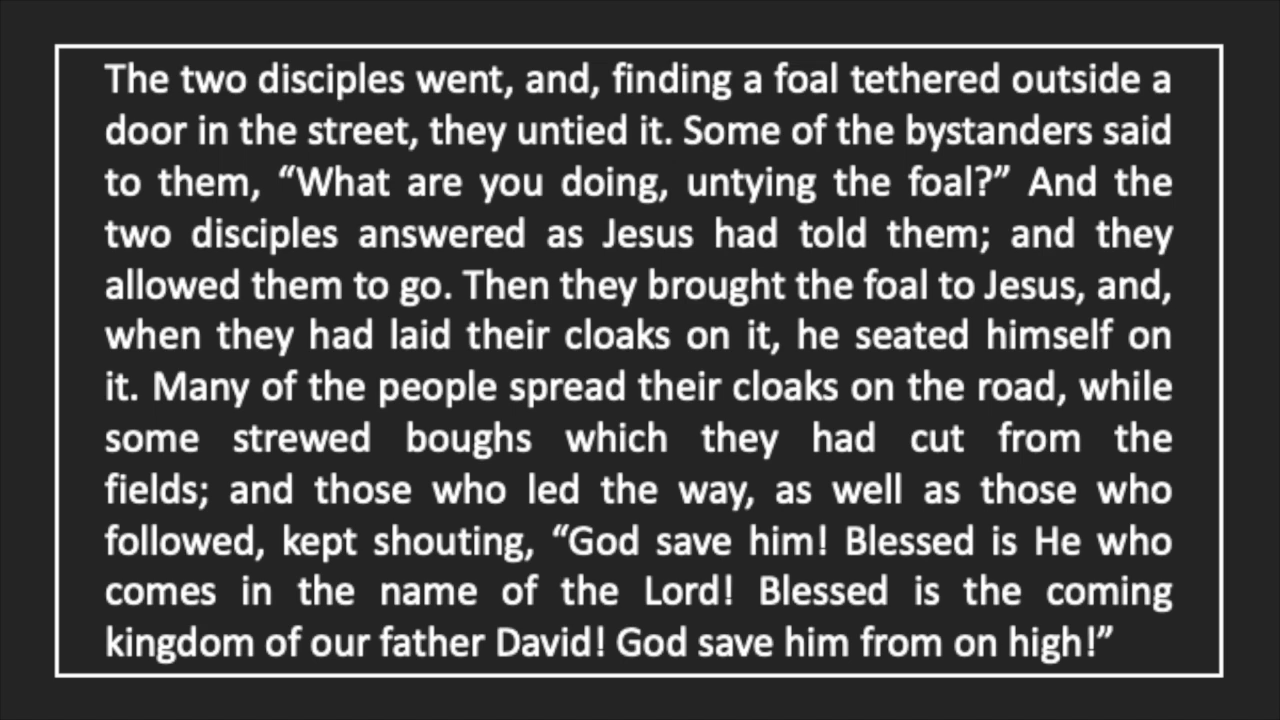 The two disciples went, and, finding a foal tethered outside a
door in the street, they untied it. Some of the bystanders said
to them, “What are you doing, untying the foal?” And the
two disciples answered as Jesus had told them; and they
allowed them to go. Then they brought the foal to Jesus, and,
when they had laid their cloaks on it, he seated himself on
it. Many of the people spread their cloaks on the road, while
some strewed boughs which they had cut from the
fields; and those who led the way, as well as those who
followed, kept shouting, “God save him! Blessed is He who
comes in the name of the Lord! Blessed is the coming
kingdom of our father David! God save him from on high!”